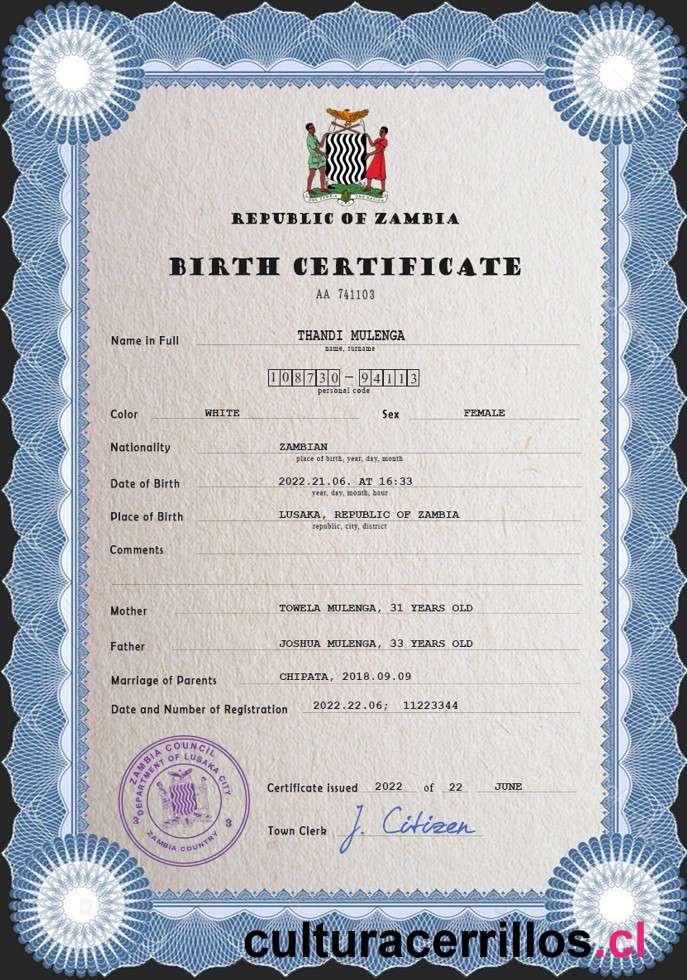 REPUBLIC OF ZAMBIA
BIRTH CERTIFICATE
AA 741103
Name in Full THANDI MULENGA
name, surname
108730-94113
personal code
Color WHITE Sex FEMALE
Nationality ZAMBIAN
place of birth, year, day, month
Date of Birth 2022.21.06. AT 16:33
year, day, month, hour
Place of Birth LUSAKA, REPUBLIC OF ZAMBIA
republic, city, district
Comments
Mother TOWELA MULENGA, 31 YEARS OLD
Father JOSHUA MULENGA, 33 YEARS OLD
Marriage of Parents CHIPATA, 2018.09.09
Date and Number of Registration 2022.22.06; 11223344
ZAMBIA COUNCIL
DEPARTMENT OF LUSAKA CITY
3 3
ZAMBIA COUNTRY
Certificate issued 2022 of 22 JUNE
Town Clerk J. Citizen
culturacerrillos.cl